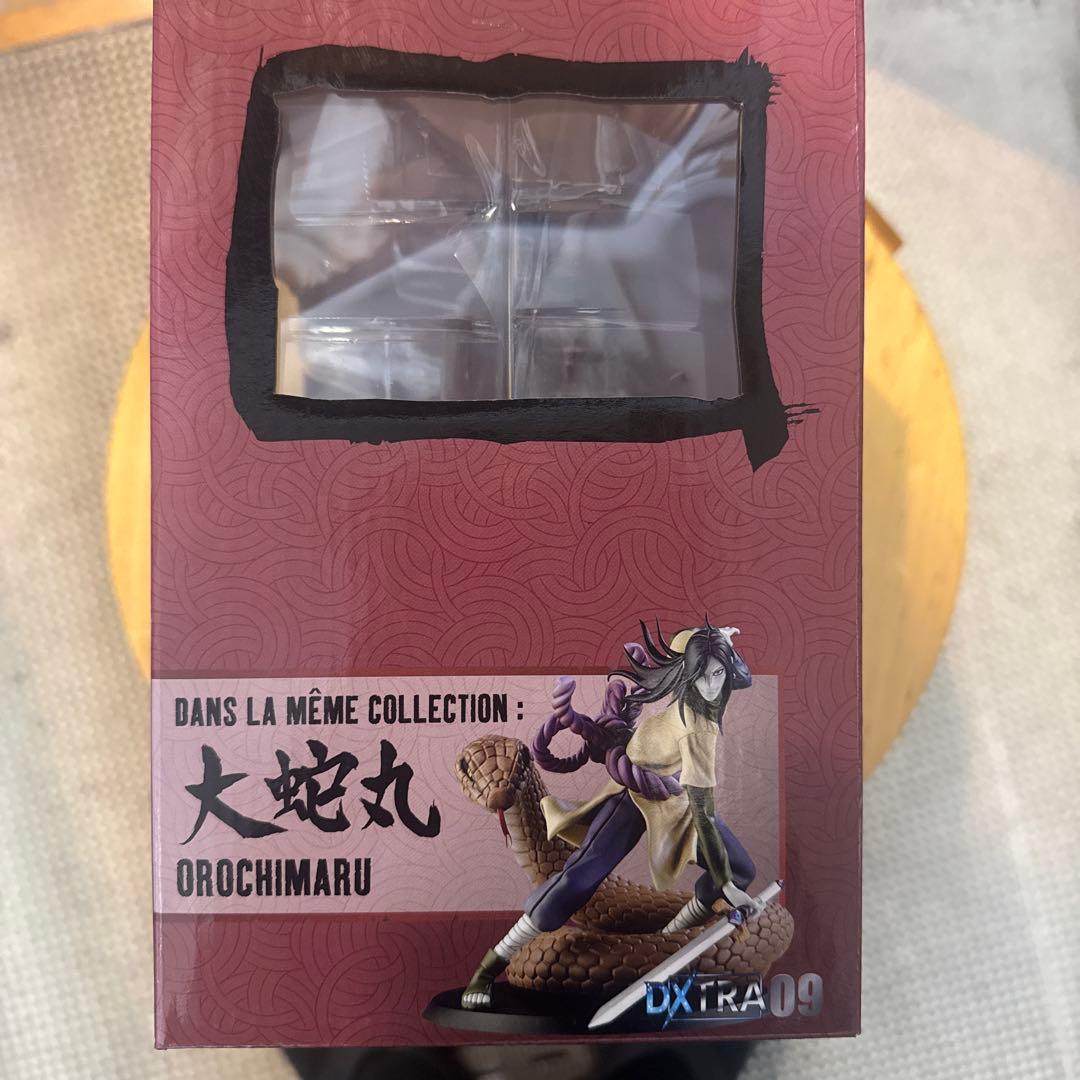 DANS LA MÊME COLLECTION :
大蛇丸
OROCHIMARU
DXTRA09